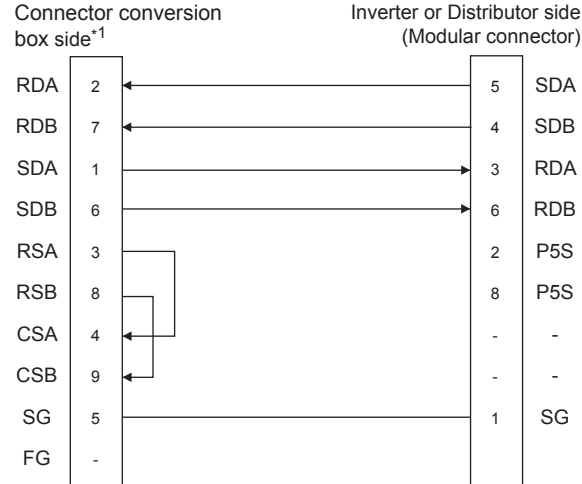 Connector conversion box side*1
Inverter or Distributor side (Modular connector)
RDA 2 5 SDA
RDB 7 4 SDB
SDA 1 3 RDA
SDB 6 6 RDB
RSA 3 2 P5S
RSB 8 8 P5S
CSA 4 - -
CSB 9 - -
SG 5 1 SG
FG -